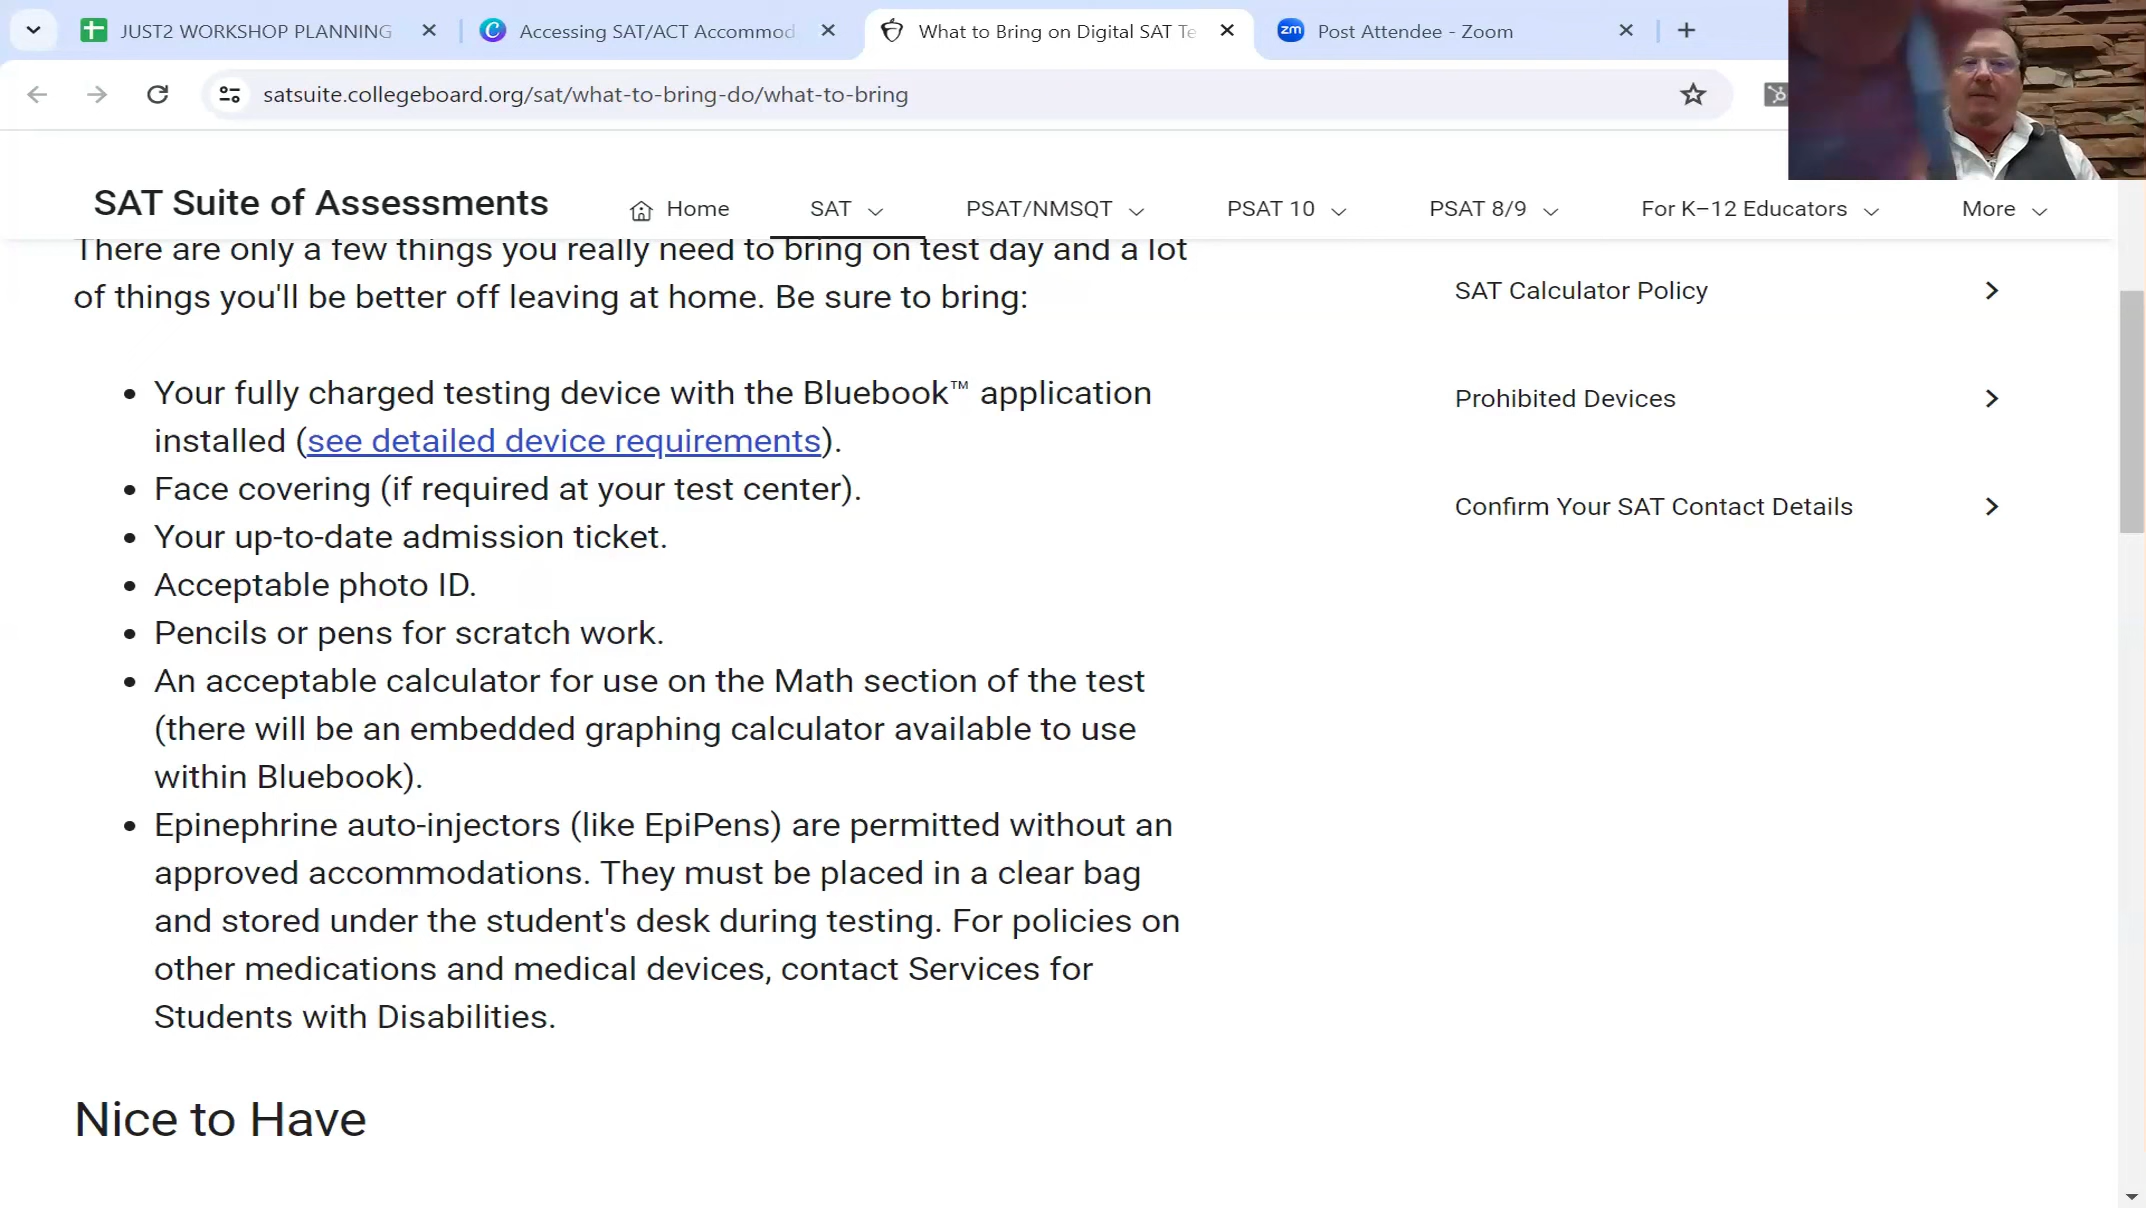 JUST2 WORKSHOP PLANNING
Accessing SAT/ACT Accommod
What to Bring on Digital SAT Te
zm Post Attendee - Zoom
satsuite.collegeboard.org/sat/what-to-bring-do/what-to-bring
SAT Suite of Assessments
Home
SAT
PSAT/NMSQT
PSAT 10
PSAT 8/9
For K–12 Educators
More
There are only a few things you really need to bring on test day and a lot
of things you'll be better off leaving at home. Be sure to bring:
• Your fully charged testing device with the Bluebook™ application
installed (see detailed device requirements).
• Face covering (if required at your test center).
• Your up-to-date admission ticket.
• Acceptable photo ID.
• Pencils or pens for scratch work.
• An acceptable calculator for use on the Math section of the test
(there will be an embedded graphing calculator available to use
within Bluebook).
• Epinephrine auto-injectors (like EpiPens) are permitted without an
approved accommodations. They must be placed in a clear bag
and stored under the student's desk during testing. For policies on
other medications and medical devices, contact Services for
Students with Disabilities.
Nice to Have
SAT Calculator Policy
Prohibited Devices
Confirm Your SAT Contact Details